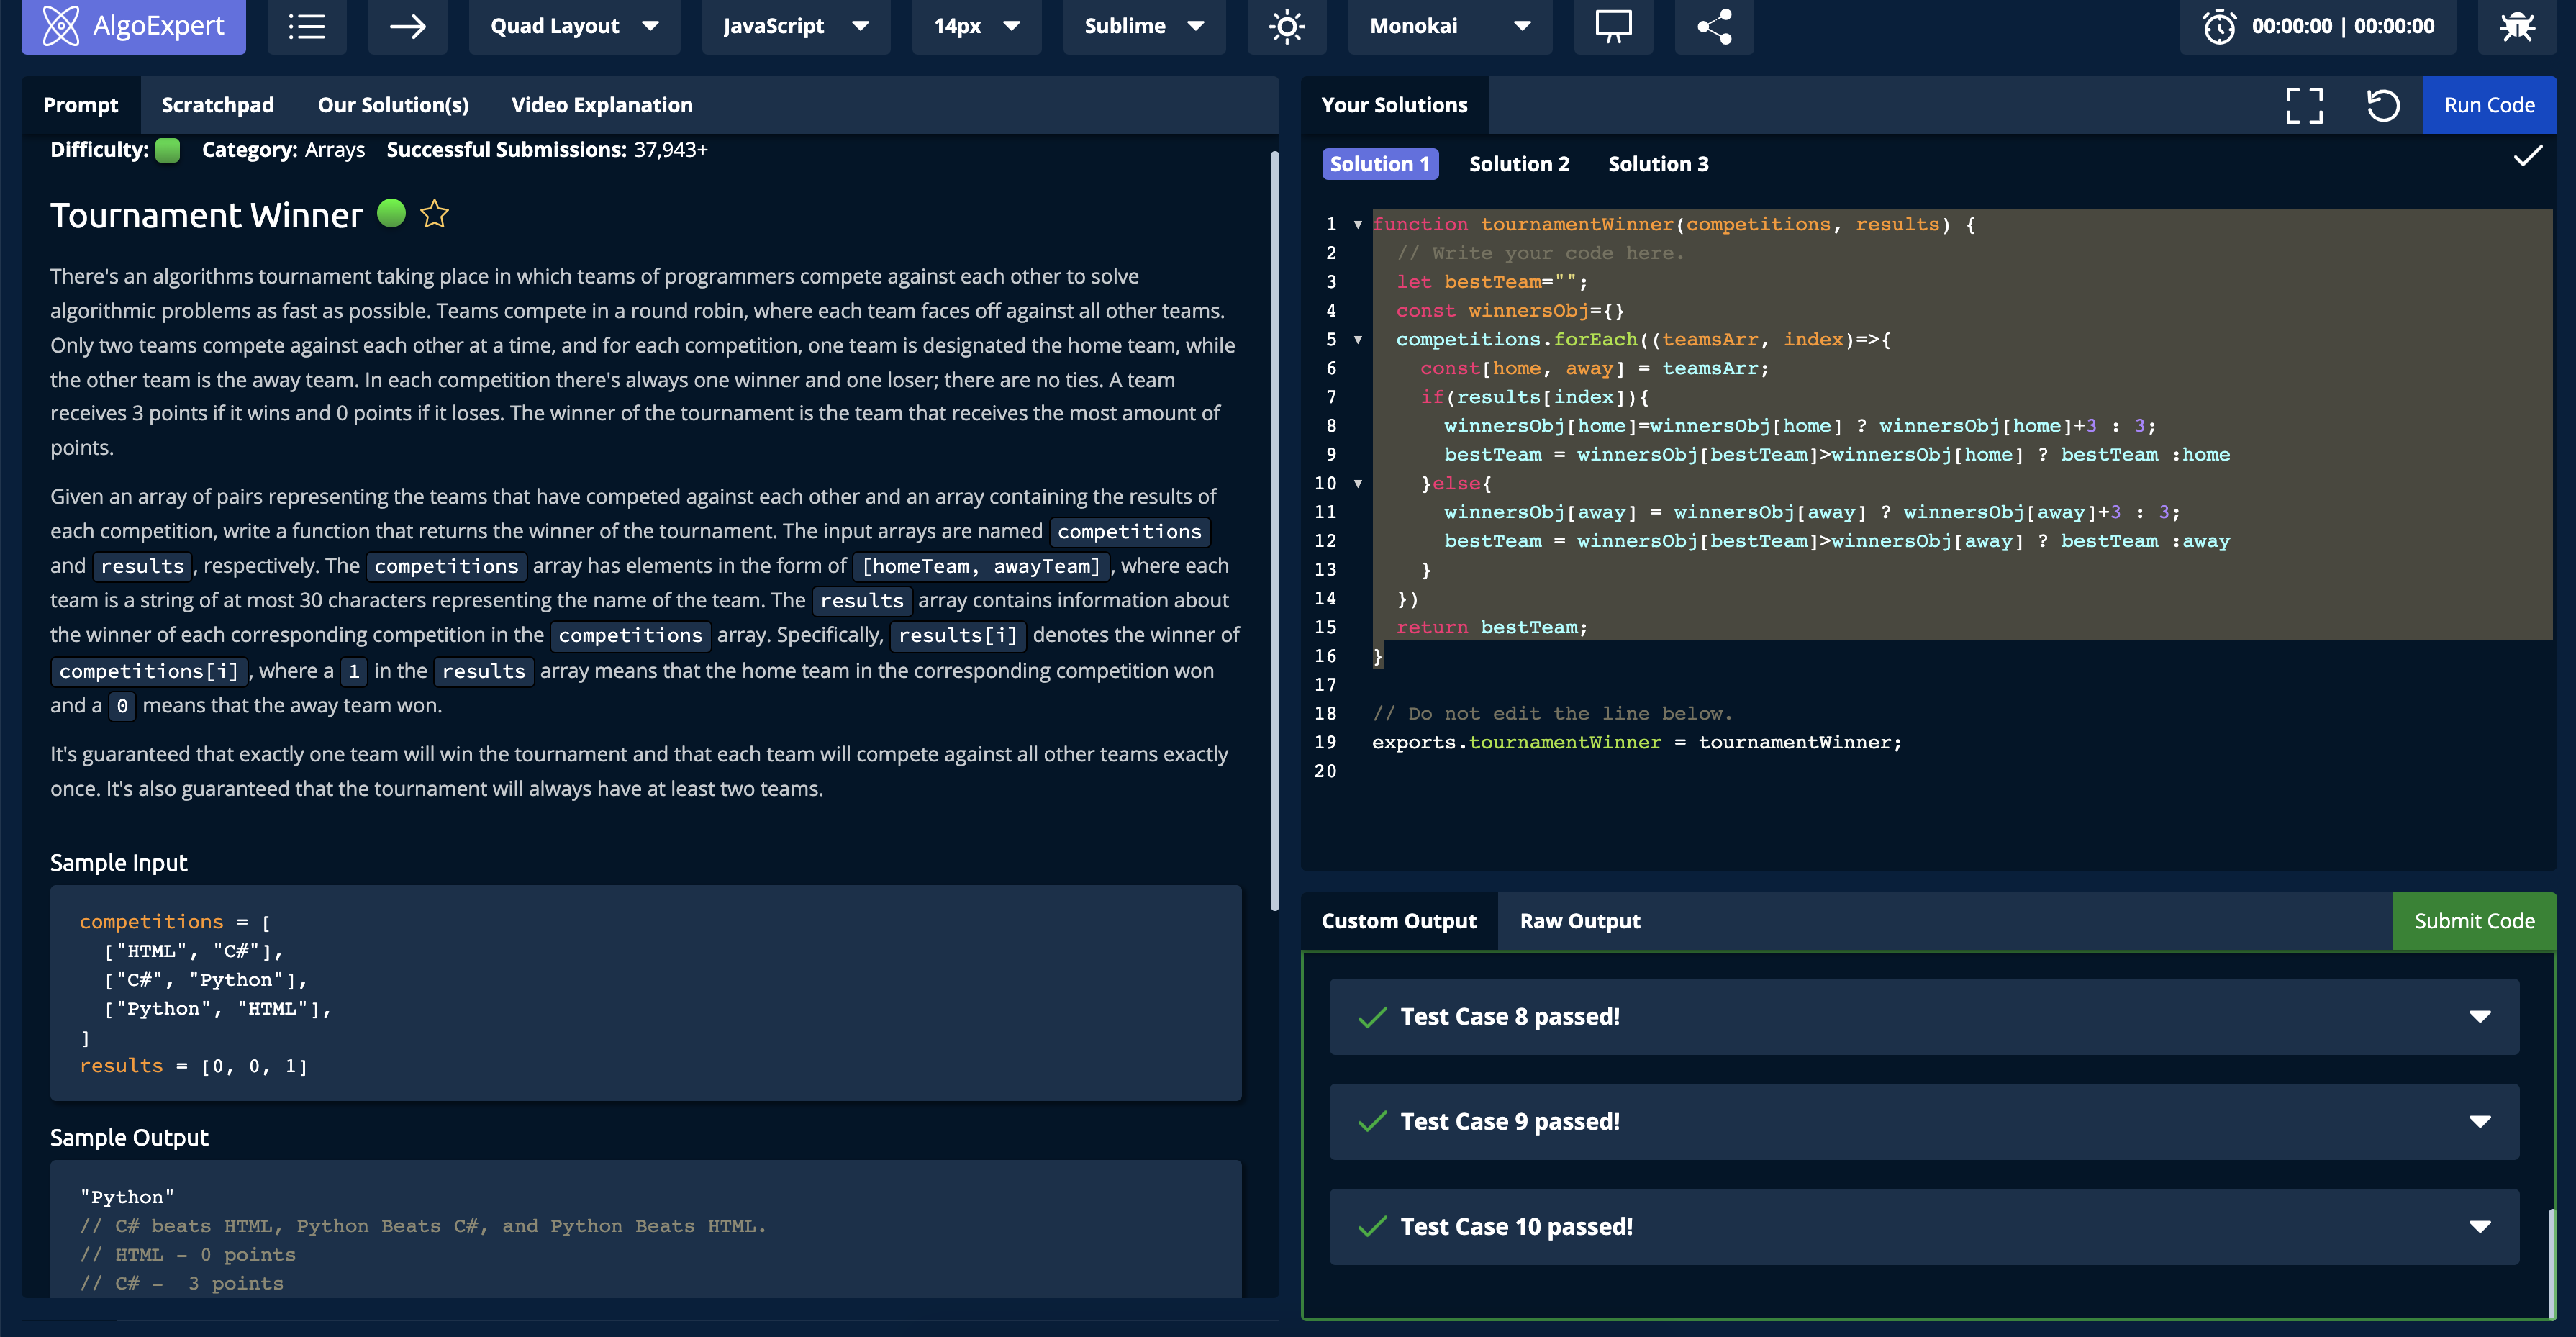 AlgoExpert
Quad Layout
JavaScript
14px
Sublime
Monokai
00:00:00 | 00:00:00
Prompt
Scratchpad
Our Solution(s)
Video Explanation
Difficulty:
Category: Arrays
Successful Submissions: 37,943+
Tournament Winner
There's an algorithms tournament taking place in which teams of programmers compete against each other to solve
algorithmic problems as fast as possible. Teams compete in a round robin, where each team faces off against all other teams.
Only two teams compete against each other at a time, and for each competition, one team is designated the home team, while
the other team is the away team. In each competition there's always one winner and one loser; there are no ties. A team
receives 3 points if it wins and 0 points if it loses. The winner of the tournament is the team that receives the most amount of
points.
Given an array of pairs representing the teams that have competed against each other and an array containing the results of
each competition, write a function that returns the winner of the tournament. The input arrays are named competitions
and results, respectively. The competitions array has elements in the form of [homeTeam, awayTeam], where each
team is a string of at most 30 characters representing the name of the team. The results array contains information about
the winner of each corresponding competition in the competitions array. Specifically, results[i] denotes the winner of
competitions[i], where a 1 in the results array means that the home team in the corresponding competition won
and a 0 means that the away team won.
It's guaranteed that exactly one team will win the tournament and that each team will compete against all other teams exactly
once. It's also guaranteed that the tournament will always have at least two teams.
Sample Input
competitions = [
["HTML", "C#"],
["C#", "Python"],
["Python", "HTML"],
]
results = [0, 0, 1]
Sample Output
"Python"
// C# beats HTML, Python Beats C#, and Python Beats HTML.
// HTML - 0 points
// C# -  3 points
Your Solutions
Run Code
Solution 1
Solution 2
Solution 3
1 function tournamentWinner(competitions, results) {
2 // Write your code here.
3 let bestTeam="";
4 const winnersObj={}
5 competitions.forEach((teamsArr, index)=>{
6 const[home, away] = teamsArr;
7 if(results[index]){
8 winnersObj[home]=winnersObj[home] ? winnersObj[home]+3 : 3;
9 bestTeam = winnersObj[bestTeam]>winnersObj[home] ? bestTeam :home
10 }else{
11 winnersObj[away] = winnersObj[away] ? winnersObj[away]+3 : 3;
12 bestTeam = winnersObj[bestTeam]>winnersObj[away] ? bestTeam :away
13 }
14 })
15 return bestTeam;
16 }
17
18 // Do not edit the line below.
19 exports.tournamentWinner = tournamentWinner;
20
Custom Output
Raw Output
Submit Code
Test Case 8 passed!
Test Case 9 passed!
Test Case 10 passed!